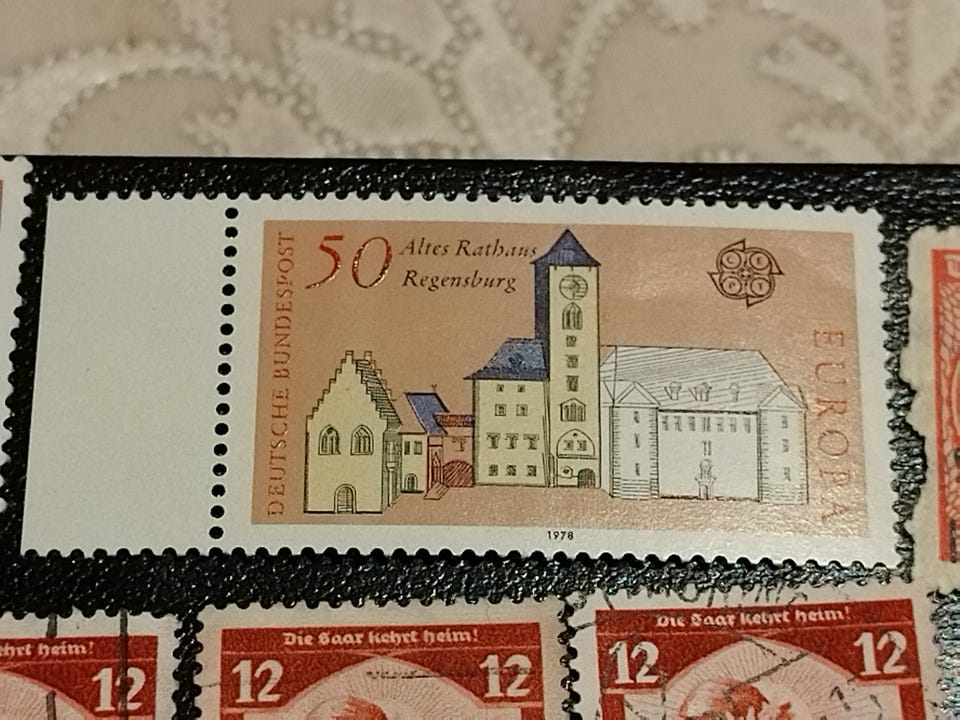 DEUTSCHE BUNDESPOST
50
Altes Rathaus
Regensburg
C E P T
EUROPA
1978
heim!
12
Die Saar kehrt heim!
12 12
Die Saar kehrt heim!
12 12